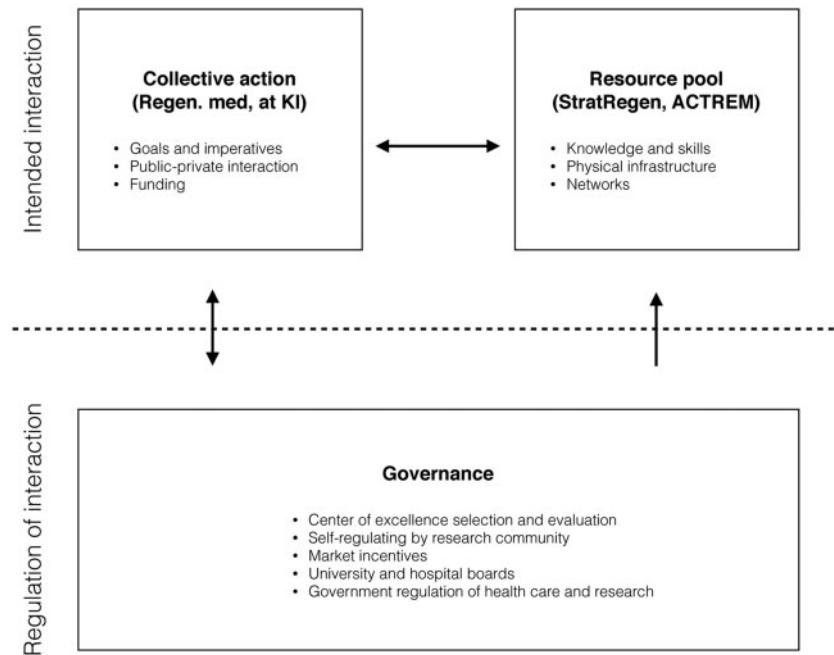 Intended interaction
Collective action
(Regen. med, at KI)
• Goals and imperatives
• Public-private interaction
• Funding
Resource pool
(StratRegen, ACTREM)
• Knowledge and skills
• Physical infrastructure
• Networks
Regulation of interaction
Governance
• Center of excellence selection and evaluation
• Self-regulating by research community
• Market incentives
• University and hospital boards
• Government regulation of health care and research